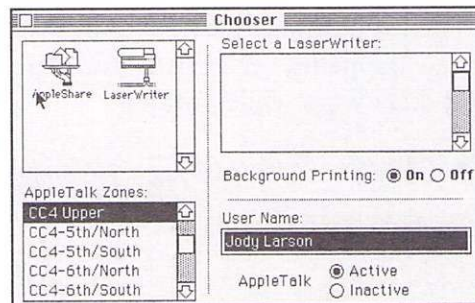 Chooser
AppleShare LaserWriter
AppleTalk Zones:
CC4 Upper
CC4-5th/North
CC4-5th/South
CC4-6th/North
CC4-6th/South
Select a LaserWriter:
Background Printing: On Off
User Name:
Jody Larson
AppleTalk Active
Inactive